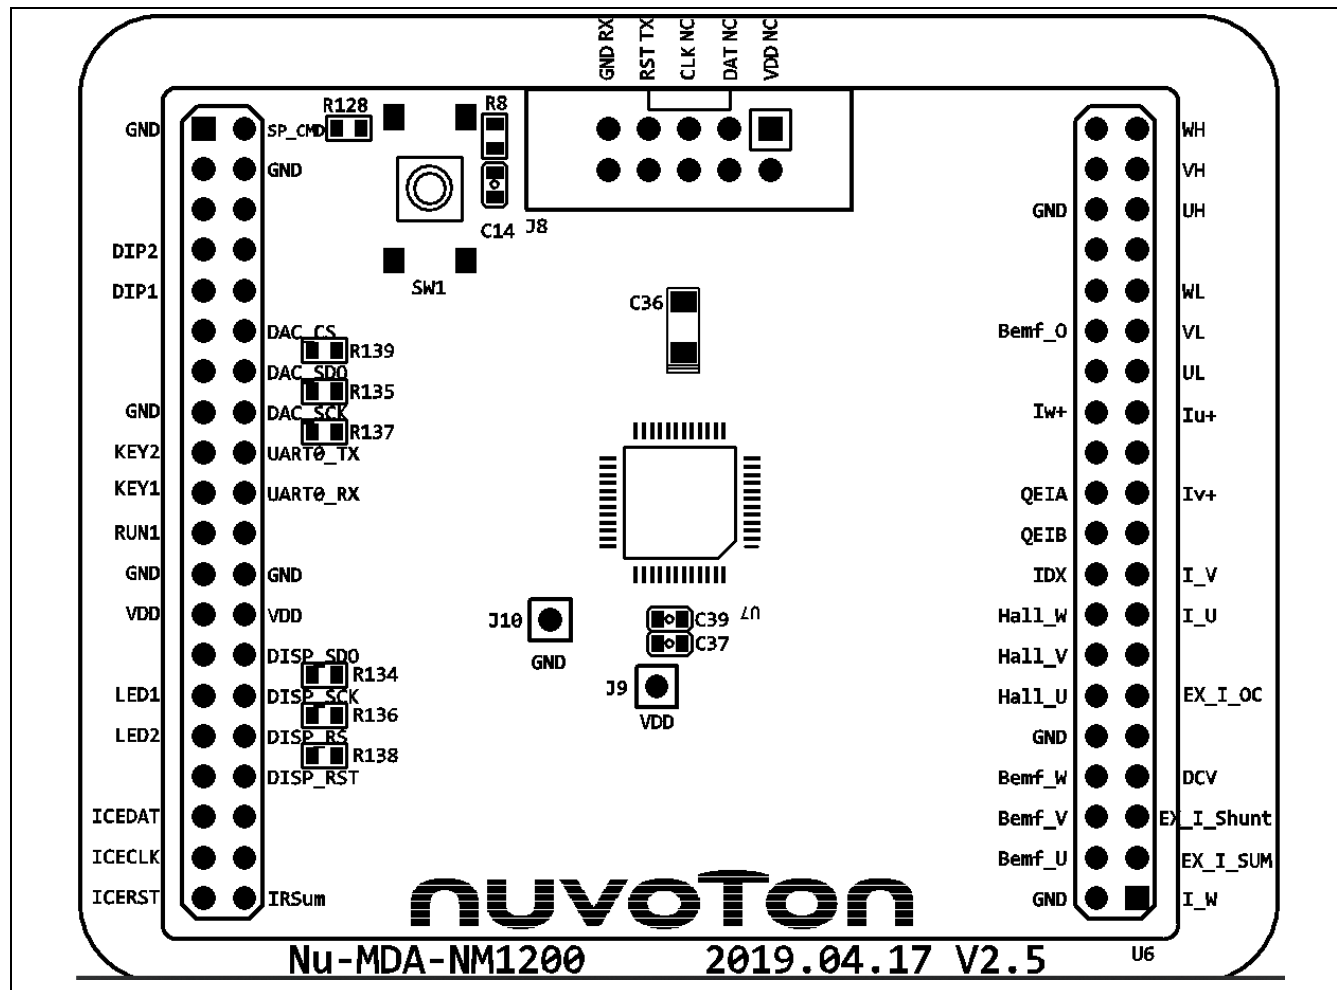 GND RX
RST TX
CLK NC
DAT NC
VDD NC
R128
R8
GND
SP_CMD
WH
GND
VH
GND
UH
C14
J8
DIP2
SW1
DIP1
WL
C36
DAC_CS
Bemf_O
VL
R139
DAC_SDO
UL
R135
GND
DAC_SCK
Iw+
Iu+
R137
KEY2
UART0_TX
KEY1
UART0_RX
QEIA
Iv+
RUN1
QEIB
GND
GND
IDX
I_V
VDD
VDD
J10
C39
U7
Hall_W
I_U
C37
DISP_SDO
GND
Hall_V
R134
J9
LED1
DISP_SCK
Hall_U
EX_I_OC
R136
VDD
LED2
DISP_RS
GND
R138
DISP_RST
Bemf_W
DCV
ICEDAT
Bemf_V
EX_I_Shunt
ICECLK
Bemf_U
EX_I_SUM
ICERST
IRSum
nuvoTon
GND
I_W
Nu-MDA-NM1200
2019.04.17 V2.5
U6